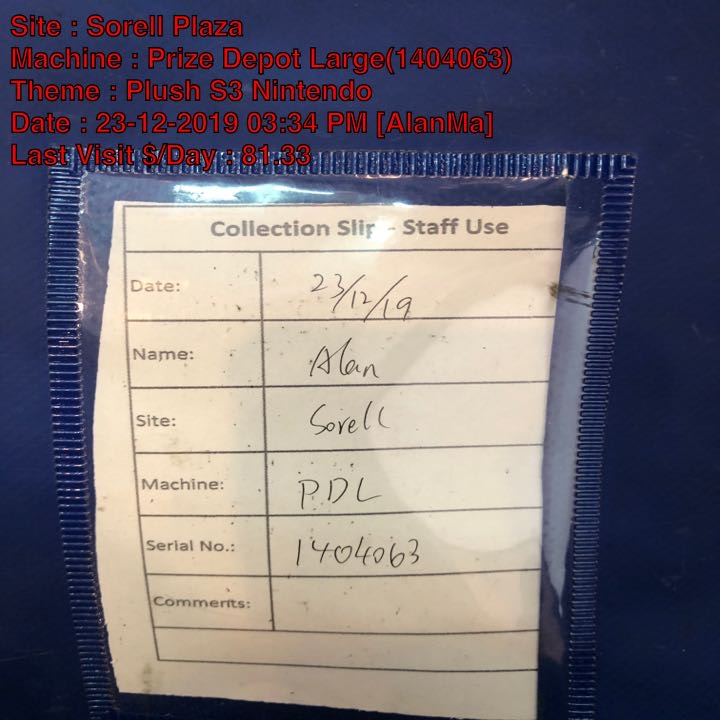 Site : Sorell Plaza
Machine : Prize Depot Large(1404063)
Theme : Plush S3 Nintendo
Date : 23-12-2019 03:34 PM [AlanMa]
Last Visit $/Day : 81.33
Collection Slip - Staff Use
Date: 23/12/19
Name: Alan
Site: Sorell
Machine: PDL
Serial No.: 1404063
Comments: